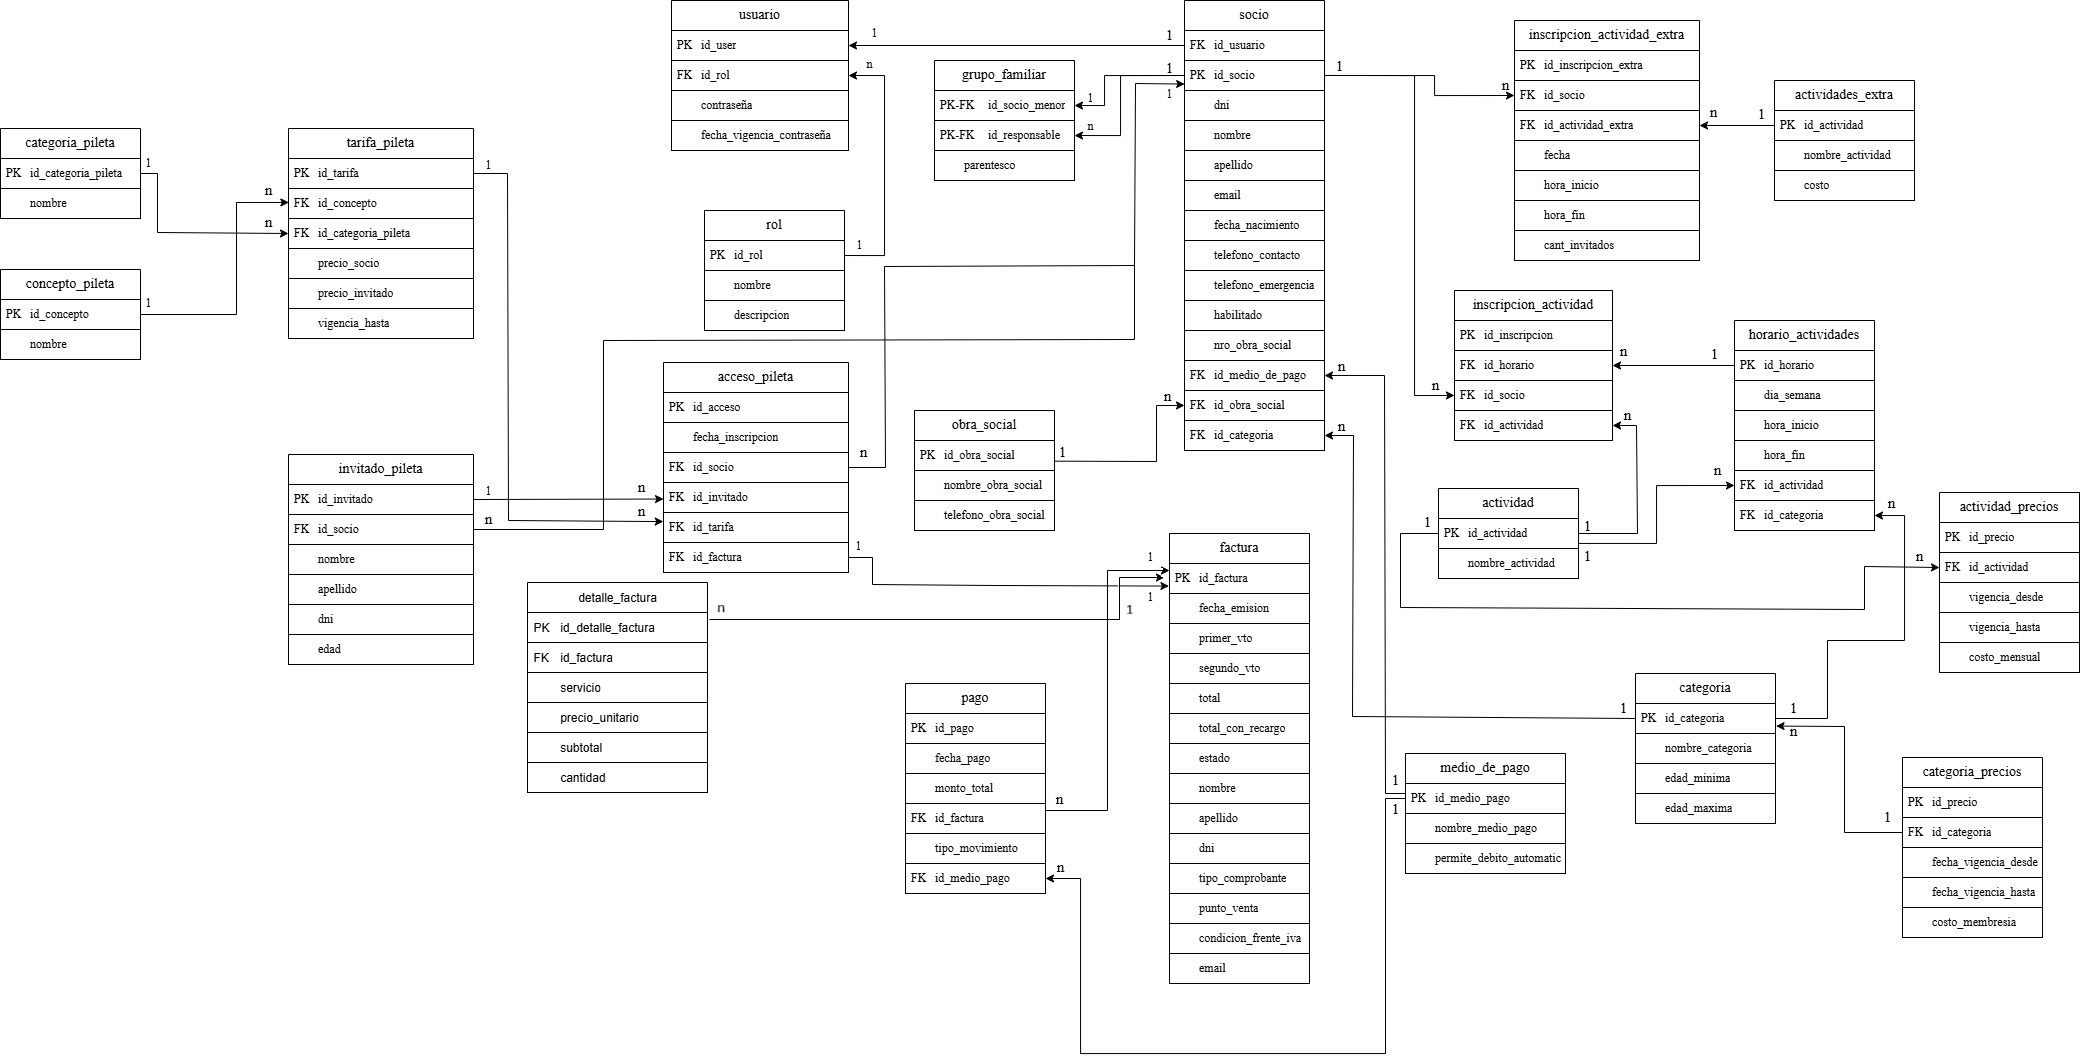 usuario
PK id_user
FK id_rol
contraseña
fecha_vigencia_contraseña
1
1
n
socio
FK id_usuario
PK id_socio
dni
nombre
apellido
email
fecha_nacimiento
telefono_contacto
telefono_emergencia
habilitado
nro_obra_social
FK id_medio_de_pago
FK id_obra_social
FK id_categoria
1
1
1
n
n
n
grupo_familiar
PK-FK id_socio_menor
PK-FK id_responsable
parentesco
1
n
inscripcion_actividad_extra
PK id_inscripcion_extra
FK id_socio
FK id_actividad_extra
fecha
hora_inicio
hora_fin
cant_invitados
n
n
1
actividades_extra
PK id_actividad
nombre_actividad
costo
categoria_pileta
PK id_categoria_pileta
nombre
1
concepto_pileta
PK id_concepto
nombre
1
n
n
tarifa_pileta
PK id_tarifa
FK id_concepto
FK id_categoria_pileta
precio_socio
precio_invitado
vigencia_hasta
1
rol
PK id_rol
nombre
descripcion
1
inscripcion_actividad
PK id_inscripcion
FK id_horario
FK id_socio
FK id_actividad
n
n
1
n
horario_actividades
PK id_horario
dia_semana
hora_inicio
hora_fin
FK id_actividad
FK id_categoria
n
n
acceso_pileta
PK id_acceso
fecha_inscripcion
FK id_socio
FK id_invitado
FK id_tarifa
FK id_factura
n
n
n
1
invitado_pileta
PK id_invitado
FK id_socio
nombre
apellido
dni
edad
1
n
obra_social
PK id_obra_social
nombre_obra_social
telefono_obra_social
1
actividad
PK id_actividad
nombre_actividad
1
1
1
actividad_precios
PK id_precio
FK id_actividad
vigencia_desde
vigencia_hasta
costo_mensual
n
detalle_factura
PK id_detalle_factura
FK id_factura
servicio
precio_unitario
subtotal
cantidad
n
1
1
1
factura
PK id_factura
fecha_emision
primer_vto
segundo_vto
total
total_con_recargo
estado
nombre
apellido
dni
tipo_comprobante
punto_venta
condicion_frente_iva
email
pago
PK id_pago
fecha_pago
monto_total
FK id_factura
tipo_movimiento
FK id_medio_pago
n
n
categoria
PK id_categoria
nombre_categoria
edad_minima
edad_maxima
1
1
n
medio_de_pago
PK id_medio_pago
nombre_medio_pago
permite_debito_automatic
1
1
categoria_precios
PK id_precio
FK id_categoria
fecha_vigencia_desde
fecha_vigencia_hasta
costo_membresia
1